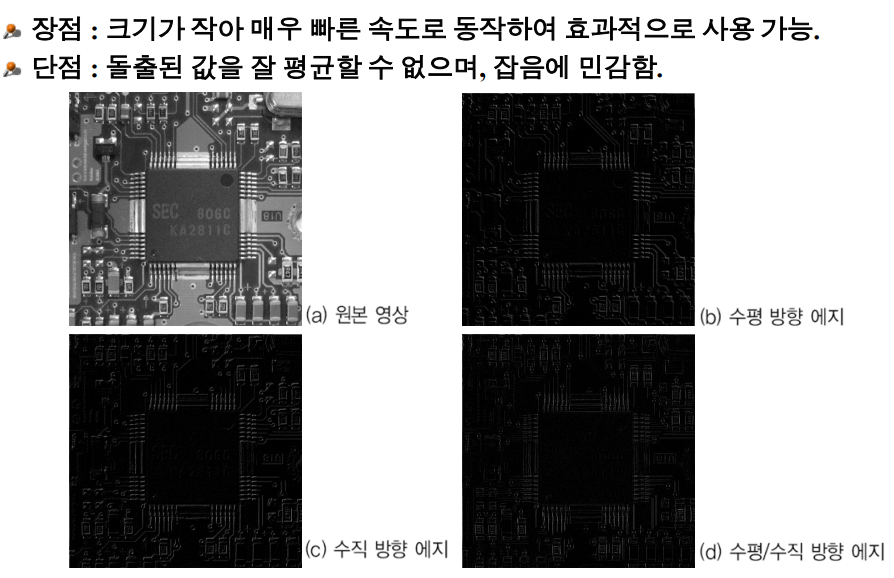 장점 : 크기가 작아 매우 빠른 속도로 동작하여 효과적으로 사용 가능.
단점 : 돌출된 값을 잘 평균할 수 없으며, 잡음에 민감함.
SEC 806C
KA2811C
U18
(a) 원본 영상
(b) 수평 방향 에지
(c) 수직 방향 에지
(d) 수평/수직 방향 에지